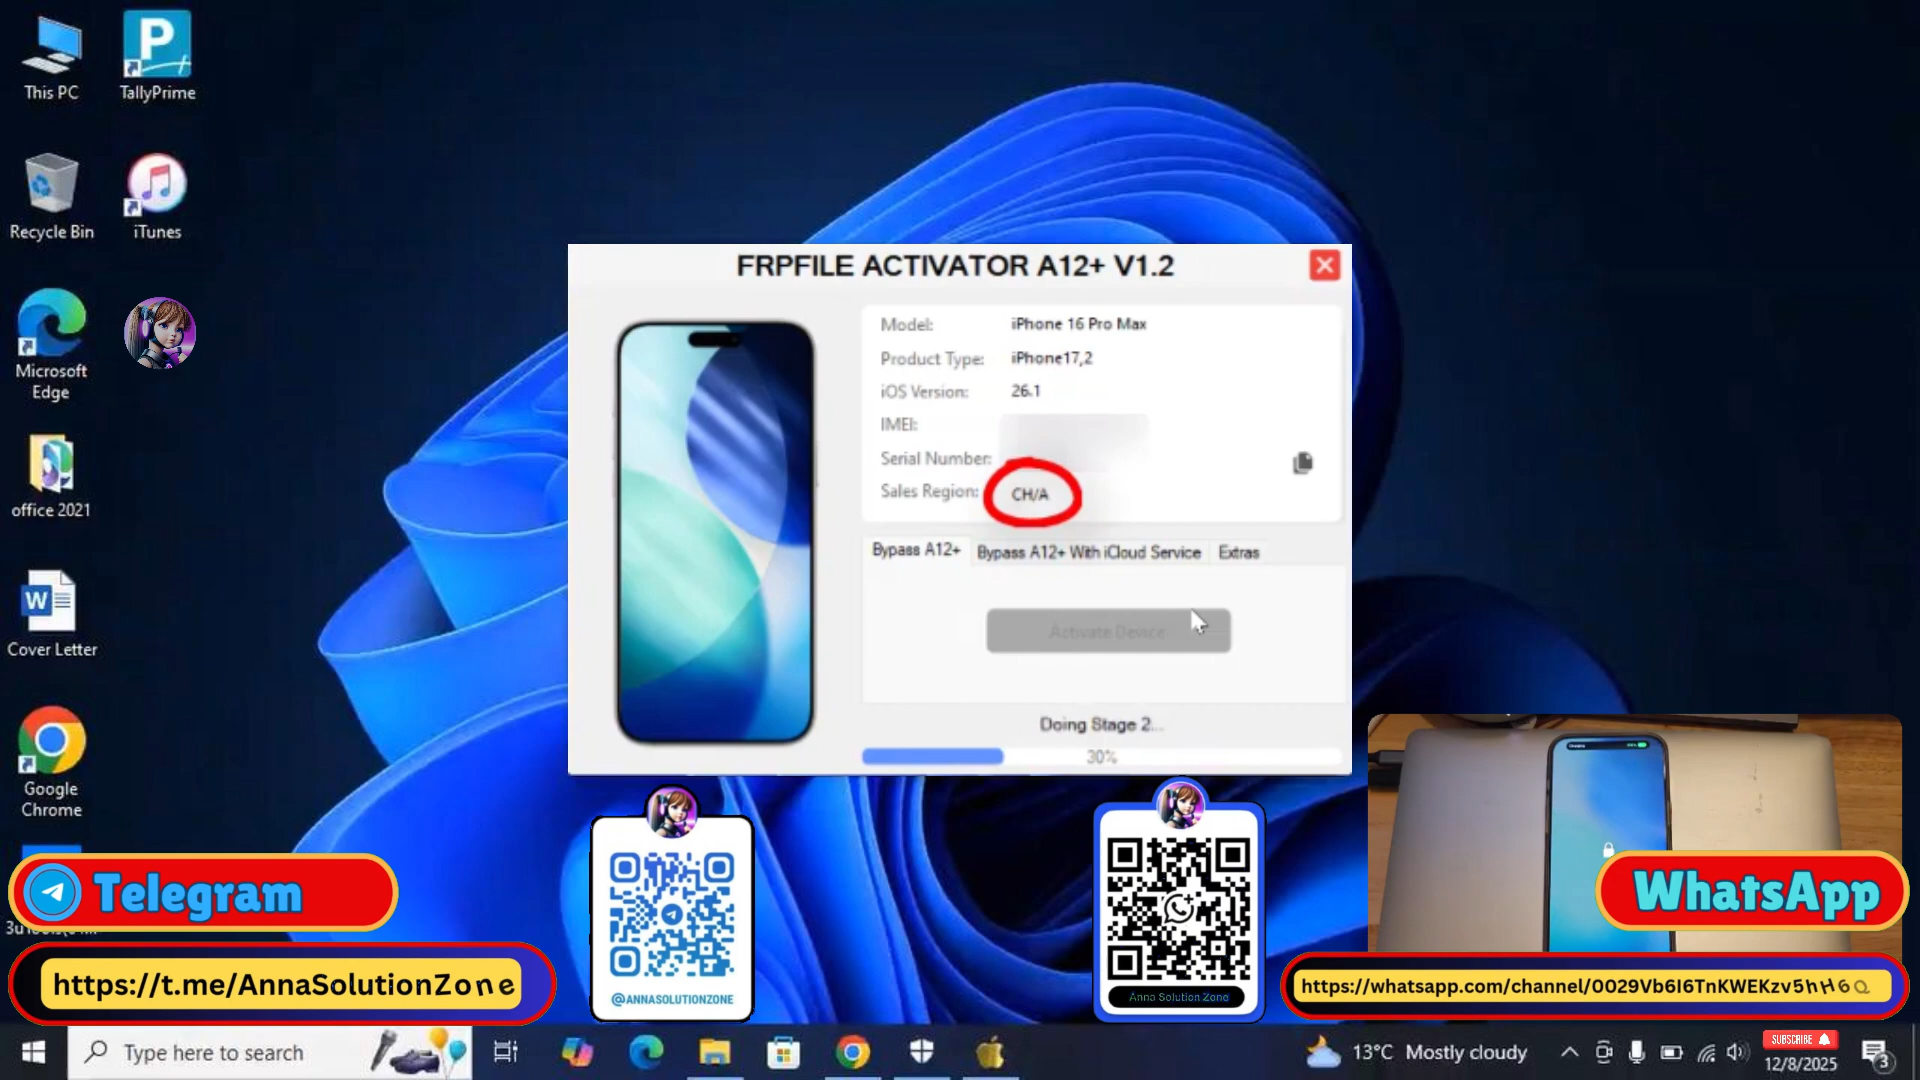 This PC
TallyPrime
Recycle Bin
iTunes
Microsoft
Edge
office 2021
Cover Letter
Google
Chrome
FRPFILE ACTIVATOR A12+ V1.2
Model: iPhone 16 Pro Max
Product Type: iPhone17,2
iOS Version: 26.1
IMEI:
Serial Number:
Sales Region: CH/A
Bypass A12+ Bypass A12+ With iCloud Service Extras
Activate Device
Doing Stage 2...
30%
Telegram
https://t.me/AnnaSolutionZone
@ANNASOLUTIONZONE
Anna Solution Zone
WhatsApp
https://whatsapp.com/channel/0029Vb6I6TnKWEKzv5hH6Q
Type here to search
13°C Mostly cloudy
SUBSCRIBE
12/8/2025
3